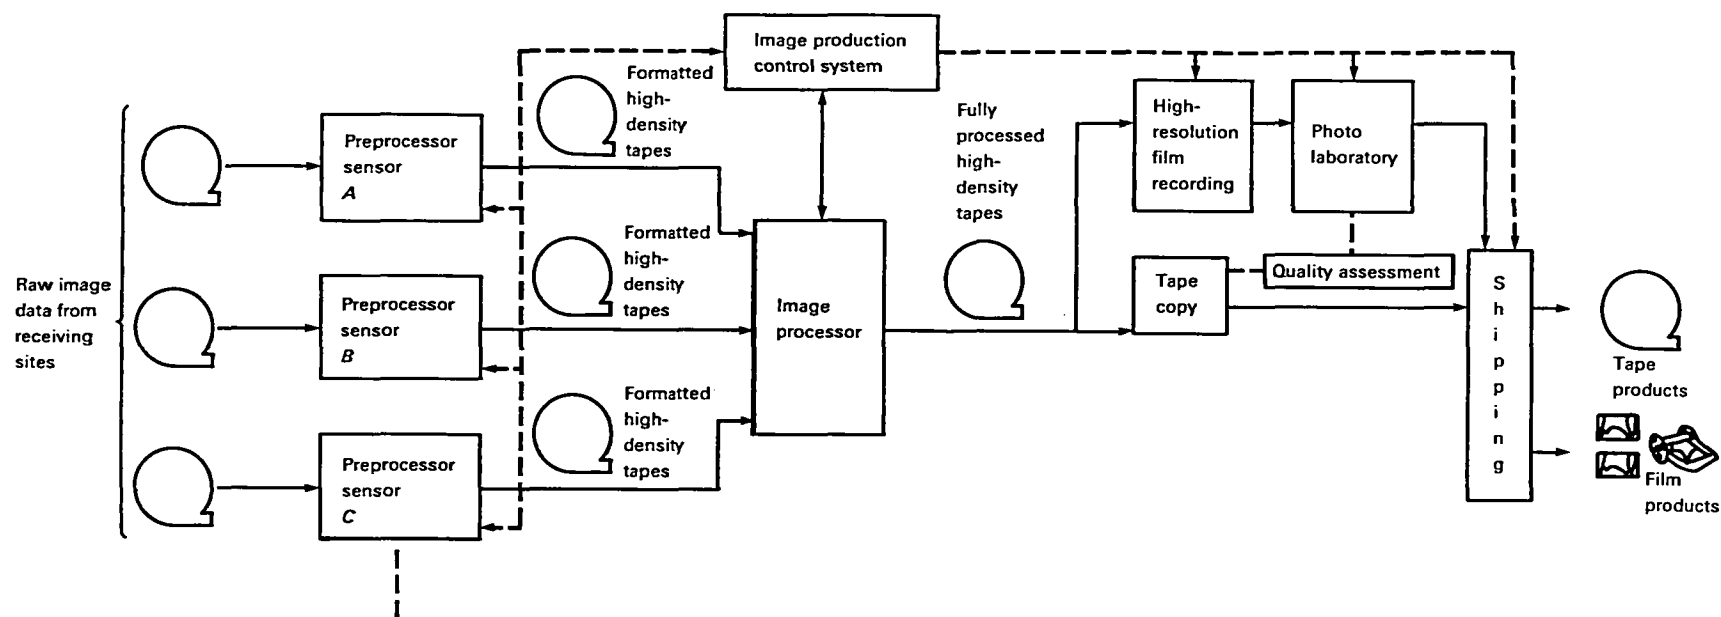 Image production
control system
Formatted
high-
density
tapes
Preprocessor
sensor
A
Formatted
high-
density
tapes
Preprocessor
sensor
B
Formatted
high-
density
tapes
Preprocessor
sensor
C
Raw image
data from
receiving
sites
Image
processor
Fully
processed
high-
density
tapes
High-
resolution
film
recording
Photo
laboratory
Quality assessment
Tape
copy
Shipping
Tape
products
Film
products